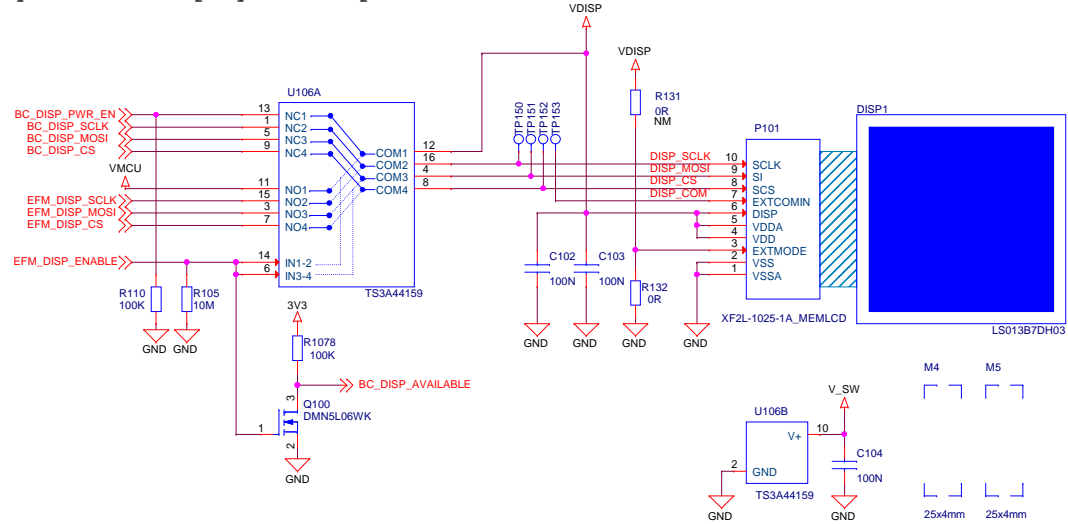 VDISP
VDISP
U106A
R131
0R
NM
DISP1
P101
BC_DISP_PWR_EN
BC_DISP_SCLK
BC_DISP_MOSI
BC_DISP_CS
VMCU
EFM_DISP_SCLK
EFM_DISP_MOSI
EFM_DISP_CS
EFM_DISP_ENABLE
13
1
5
9
11
15
3
7
14
6
NC1
NC2
NC3
NC4
NO1
NO2
NO3
NO4
IN1-2
IN3-4
COM1
COM2
COM3
COM4
12
16
4
8
TS3A44159
TP150
TP151
TP152
TP153
DISP_SCLK
DISP_MOSI
DISP_CS
DISP_COM
10
9
8
7
6
5
4
3
2
1
SCLK
SI
SCS
EXTCOMIN
DISP
VDDA
VDD
EXTMODE
VSS
VSSA
XF2L-1025-1A_MEMLCD
LS013B7DH03
C102
100N
C103
100N
R132
0R
GND
GND
GND
GND
R110
100K
R105
10M
GND
GND
3V3
R1078
100K
BC_DISP_AVAILABLE
3
Q100
DMN5L06WK
1
2
GND
U106B
V_SW
V+
10
2
GND
C104
100N
TS3A44159
GND
GND
M4
M5
25x4mm
25x4mm